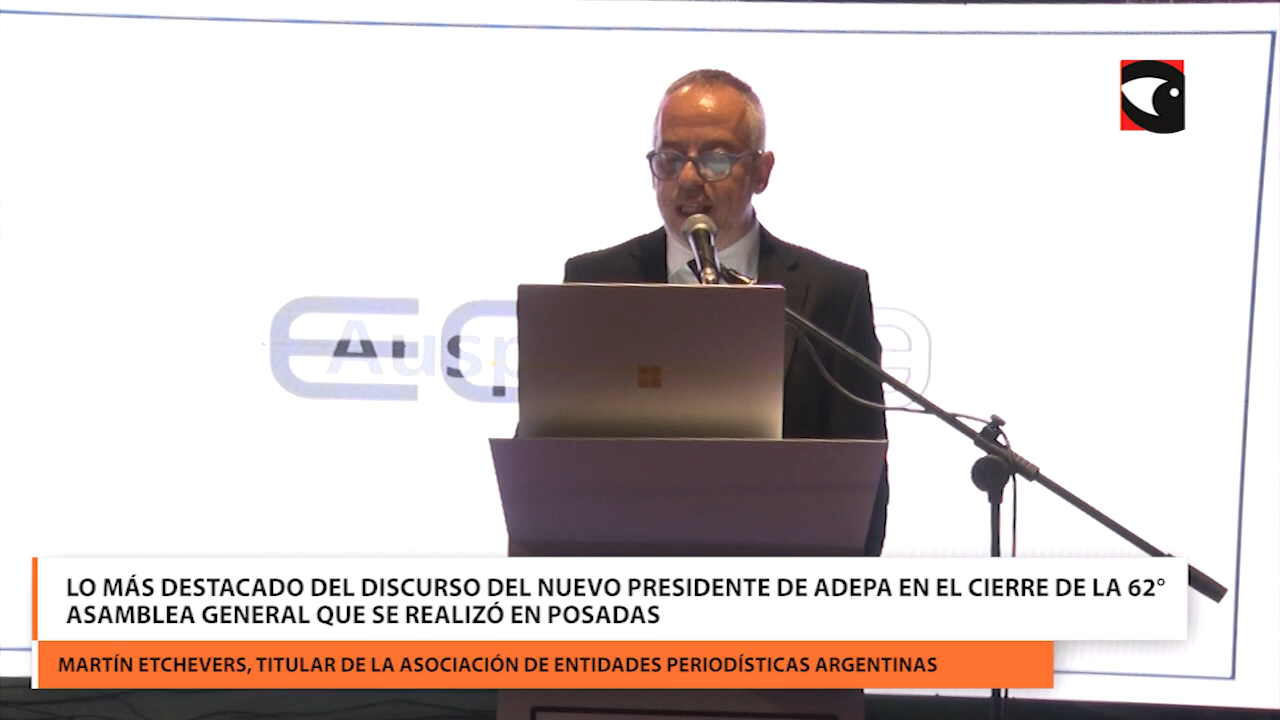 LO MÁS DESTACADO DEL DISCURSO DEL NUEVO PRESIDENTE DE ADEPA EN EL CIERRE DE LA 62°
ASAMBLEA GENERAL QUE SE REALIZÓ EN POSADAS
MARTÍN ETCHEVERS, TITULAR DE LA ASOCIACIÓN DE ENTIDADES PERIODÍSTICAS ARGENTINAS